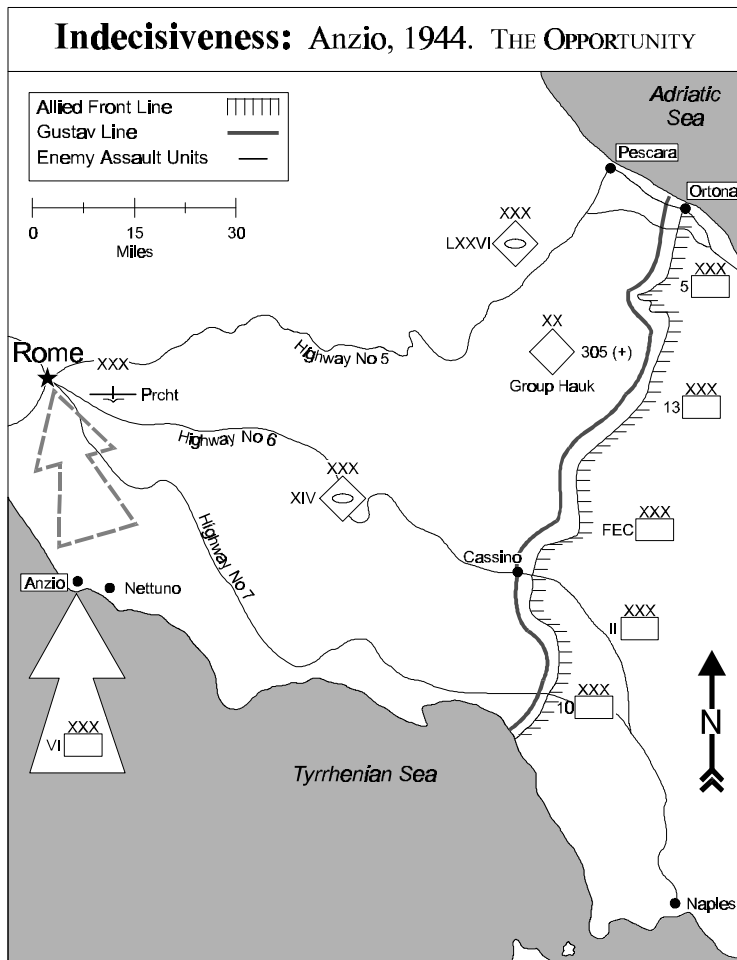 Indecisiveness: Anzio, 1944. THE OPPORTUNITY
Allied Front Line
Gustav Line
Enemy Assault Units
0 15 30
Miles
Adriatic
Sea
Pescara
Ortona
XXX
LXXVI
XXX
5
XX
305 (+)
Group Hauk
Highway No 5
Rome
XXX
Prcht
XXX
13
Highway No 6
XXX
XIV
Highway No 7
XXX
FEC
Cassino
Anzio
Nettuno
XXX
II
XXX
10
XXX
VI
N
Tyrrhenian Sea
Naples